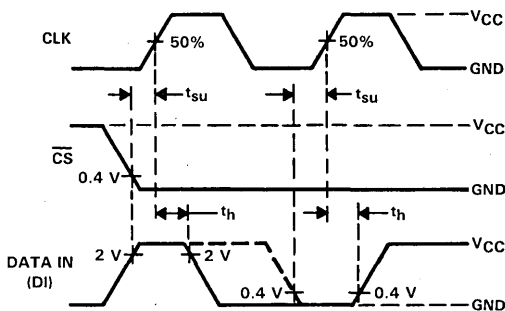 VCC
CLK
50%
50%
GND
tsu
tsu
VCC
CS
0.4 V
GND
th
th
VCC
DATA IN
(DI)
2 V
2 V
0.4 V
0.4 V
GND